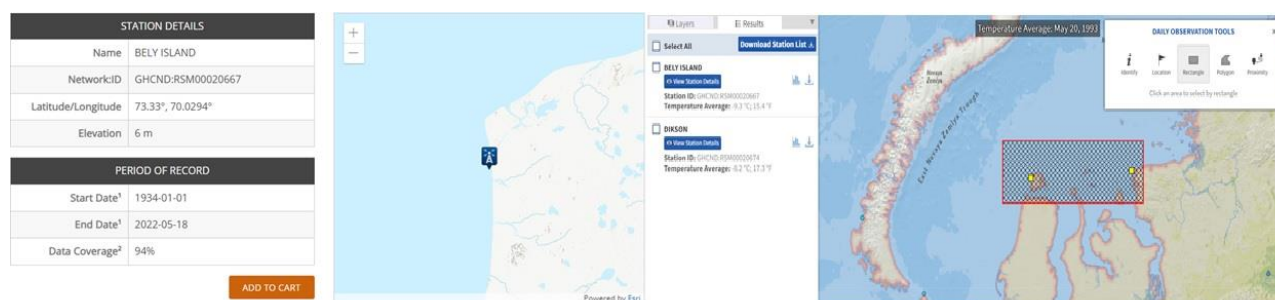 STATION DETAILS
Name BELY ISLAND
Network:ID GHCND:RSM00020667
Latitude/Longitude 73.33°, 70.0294°
Elevation 6 m
PERIOD OF RECORD
Start Date¹ 1934-01-01
End Date¹ 2022-05-18
Data Coverage² 94%
ADD TO CART
+
−
Powered by Esri
Layers Results
Select All Download Station List
BELY ISLAND
View Station Details
Station ID: GHCND:RSM00020667
Temperature Average: -9.3 °C; 15.4 °F
DIKSON
View Station Details
Station ID: GHCND:RSM00020674
Temperature Average: -8.2 °C; 17.3 °F
Temperature Average: May 20, 1993
Novaya
Zemlya
East Novaya Zemlya Trough
DAILY OBSERVATION TOOLS
Identify Location Rectangle Polygon Proximity
Click an area to select by rectangle